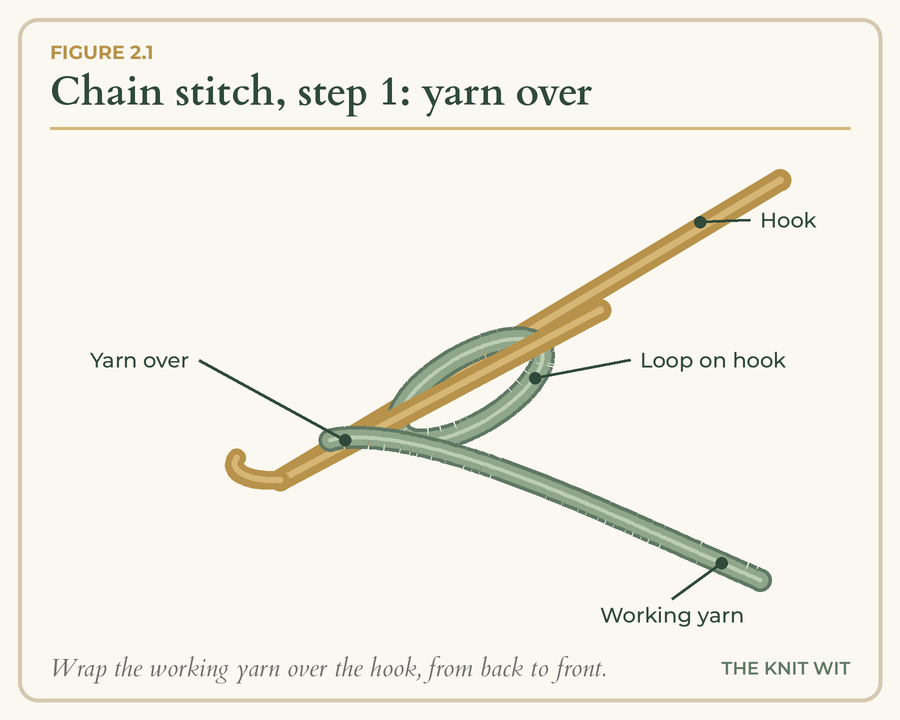 FIGURE 2.1
Chain stitch, step 1: yarn over
Hook
Yarn over
Loop on hook
Working yarn
Wrap the working yarn over the hook, from back to front.
THE KNIT WIT